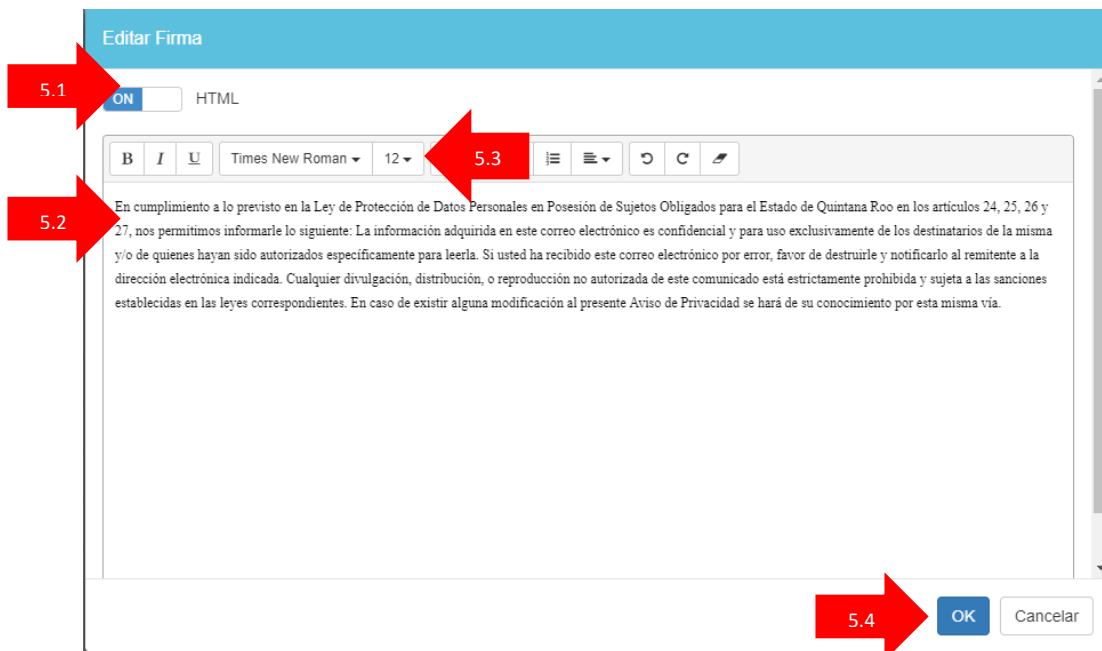 Editar Firma
5.1
ON HTML
B I U Times New Roman 12 5.3
5.2
En cumplimiento a lo previsto en la Ley de Protección de Datos Personales en Posesión de Sujetos Obligados para el Estado de Quintana Roo en los artículos 24, 25, 26 y
27, nos permitimos informarle lo siguiente: La información adquirida en este correo electrónico es confidencial y para uso exclusivamente de los destinatarios de la misma
y/o de quienes hayan sido autorizados específicamente para leerla. Si usted ha recibido este correo electrónico por error, favor de destruirle y notificarlo al remitente a la
dirección electrónica indicada. Cualquier divulgación, distribución, o reproducción no autorizada de este comunicado está estrictamente prohibida y sujeta a las sanciones
establecidas en las leyes correspondientes. En caso de existir alguna modificación al presente Aviso de Privacidad se hará de su conocimiento por esta misma vía.
5.4 OK Cancelar